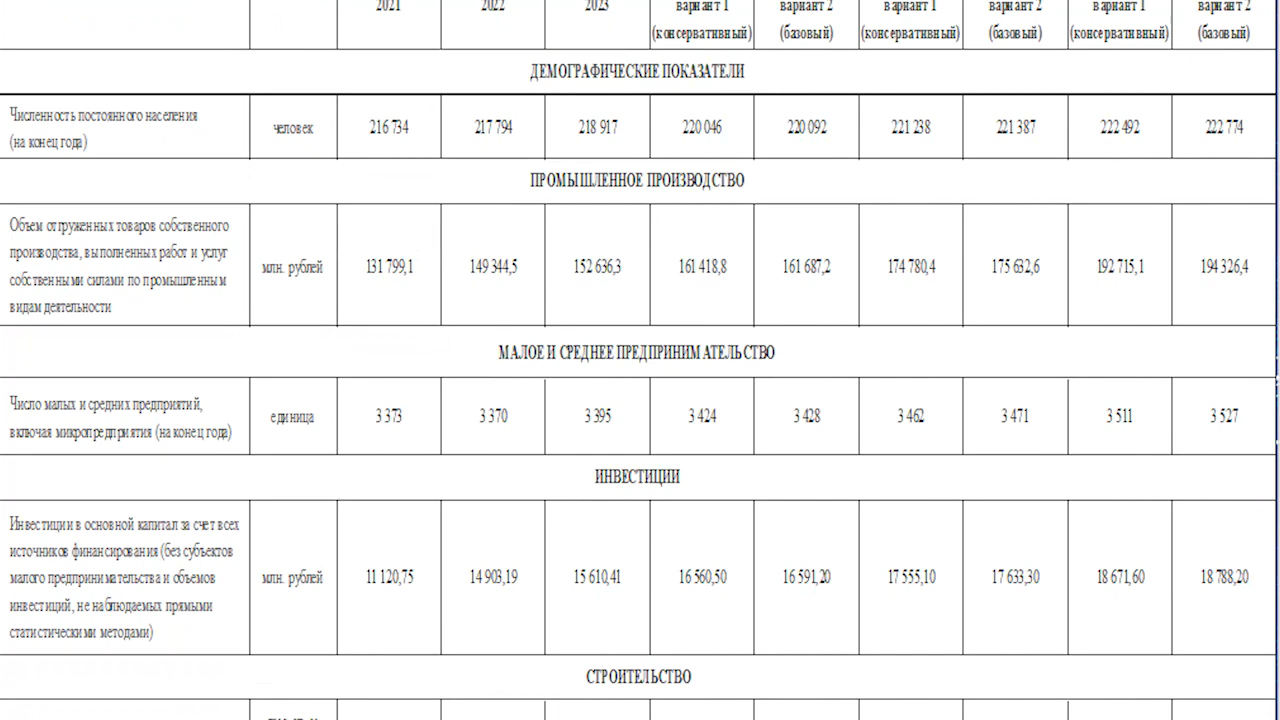 2021 2022 2023 вариант 1 вариант 2 вариант 1 вариант 2 вариант 1 вариант 2
(консервативный) (базовый) (консервативный) (базовый) (консервативный) (базовый)
ДЕМОГРАФИЧЕСКИЕ ПОКАЗАТЕЛИ
Численность постоянного населения
(на конец года)
человек 216 734 217 794 218 917 220 046 220 092 221 238 221 387 222 492 222 774
ПРОМЫШЛЕННОЕ ПРОИЗВОДСТВО
Объем отгруженных товаров собственного
производства, выполненных работ и услуг
собственными силами по промышленным
видам деятельности
млн. рублей 131 799,1 149 344,5 152 636,3 161 418,8 161 687,2 174 780,4 175 632,6 192 715,1 194 326,4
МАЛОЕ И СРЕДНЕЕ ПРЕДПРИНИМАТЕЛЬСТВО
Число малых и средних предприятий,
включая микропредприятия (на конец года)
единица 3 373 3 370 3 395 3 424 3 428 3 462 3 471 3 511 3 527
ИНВЕСТИЦИИ
Инвестиции в основной капитал за счет всех
источников финансирования (без субъектов
малого предпринимательства и объемов
инвестиций, не наблюдаемых прямыми
статистическими методами)
млн. рублей 11 120,75 14 903,19 15 610,41 16 560,50 16 591,20 17 555,10 17 633,30 18 671,60 18 788,20
СТРОИТЕЛЬСТВО